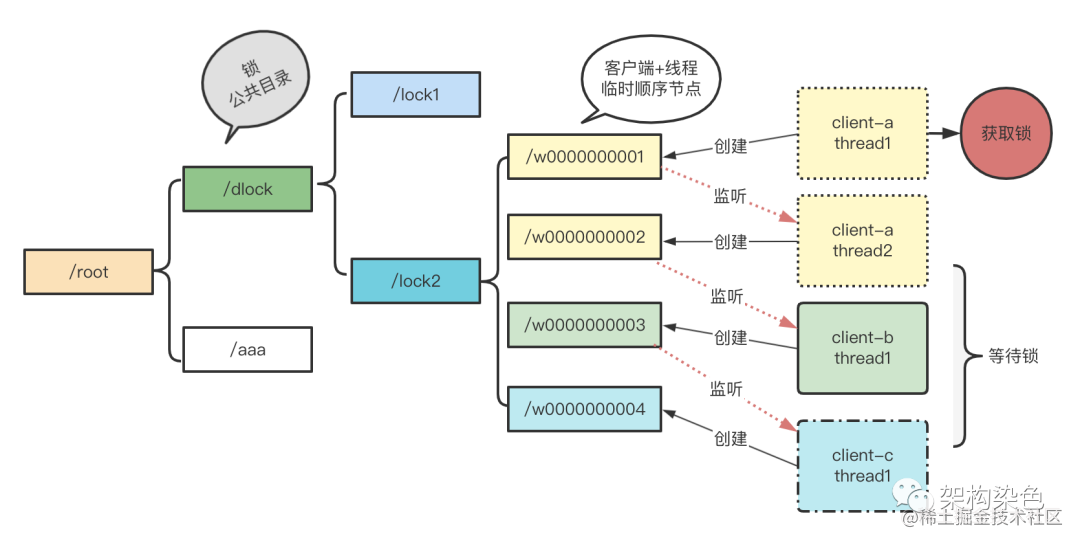 锁
公共目录
客户端+线程
临时顺序节点
/root
/dlock
/aaa
/lock1
/lock2
/w0000000001
/w0000000002
/w0000000003
/w0000000004
创建
监听
创建
监听
创建
监听
创建
client-a
thread1
client-a
thread2
client-b
thread1
client-c
thread1
获取锁
等待锁
架构染色
@稀土掘金技术社区